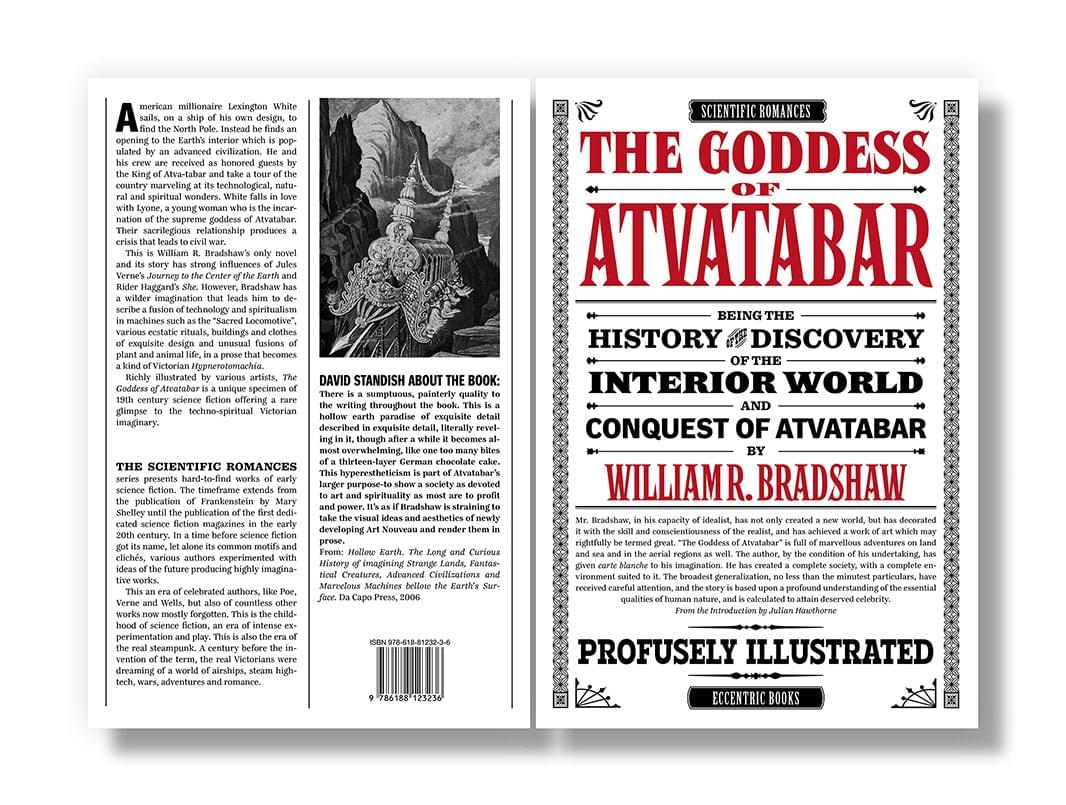 American millionaire Lexington White
sails, on a ship of his own design, to
find the North Pole. Instead he finds an
opening to the Earth's interior which is pop-
ulated by an advanced civilization. He and
his crew are received as honored guests by
the King of Atva-tabar and take a tour of the
country marveling at its technological, natu-
ral and spiritual wonders. White falls in love
with Lyone, a young woman who is the incar-
nation of the supreme goddess of Atvatabar.
Their sacrilegious relationship produces a
crisis that leads to civil war.
This is William R. Bradshaw's only novel
and its story has strong influences of Jules
Verne's Journey to the Center of the Earth and
Rider Haggard's She. However, Bradshaw has
a wilder imagination that leads him to de-
scribe a fusion of technology and spiritualism
in machines such as the "Sacred Locomotive",
various ecstatic rituals, buildings and clothes
of exquisite design and unusual fusions of
plant and animal life, in a prose that becomes
a kind of Victorian Hypnerotomachia.
Richly illustrated by various artists, The
Goddess of Atvatabar is a unique specimen of
19th century science fiction offering a rare
glimpse to the techno-spiritual Victorian
imaginary.
THE SCIENTIFIC ROMANCES
series presents hard-to-find works of early
science fiction. The timeframe extends from
the publication of Frankenstein by Mary
Shelley until the publication of the first dedi-
cated science fiction magazines in the early
20th century. In a time before science fiction
got its name, let alone its common motifs and
clichés, various authors experimented with
ideas of the future producing highly imagina-
tive works.
This an era of celebrated authors, like Poe,
Verne and Wells, but also of countless other
works now mostly forgotten. This is the child-
hood of science fiction, an era of intense ex-
perimentation and play. This is also the era of
the real steampunk. A century before the in-
vention of the term, the real Victorians were
dreaming of a world of airships, steam high-
tech, wars, adventures and romance.
DAVID STANDISH ABOUT THE BOOK:
There is a sumptuous, painterly quality to
the writing throughout the book. This is a
hollow earth paradise of exquisite detail
described in exquisite detail, literally revel-
ing in it, though after a while it becomes al-
most overwhelming, like one too many bites
of a thirteen-layer German chocolate cake.
This hyperestheticism is part of Atvatabar's
larger purpose-to show a society as devoted
to art and spirituality as most are to profit
and power. It's as if Bradshaw is straining to
take the visual ideas and aesthetics of newly
developing Art Nouveau and render them in
prose.
From: Hollow Earth. The Long and Curious
History of imagining Strange Lands, Fantas-
tical Creatures, Advanced Civilizations and
Marvelous Machines bellow the Earth's Sur-
face. Da Capo Press, 2006
ISBN 978-618-81232-3-6
9 786188 123236
SCIENTIFIC ROMANCES
THE GODDESS
OF
ATVATABAR
BEING THE
HISTORY OF THE DISCOVERY
OF THE
INTERIOR WORLD
AND
CONQUEST OF ATVATABAR
BY
WILLIAM R. BRADSHAW
Mr. Bradshaw, in his capacity of idealist, has not only created a new world, but has decorated
it with the skill and conscientiousness of the realist, and has achieved a work of art which may
rightfully be termed great. "The Goddess of Atvatabar" is full of marvellous adventures on land
and sea and in the aerial regions as well. The author, by the condition of his undertaking, has
given carte blanche to his imagination. He has created a complete society, with a complete en-
vironment suited to it. The broadest generalization, no less than the minutest particulars, have
received careful attention, and the story is based upon a profound understanding of the essential
qualities of human nature, and is calculated to attain deserved celebrity.
From the Introduction by Julian Hawthorne
PROFUSELY ILLUSTRATED
ECCENTRIC BOOKS